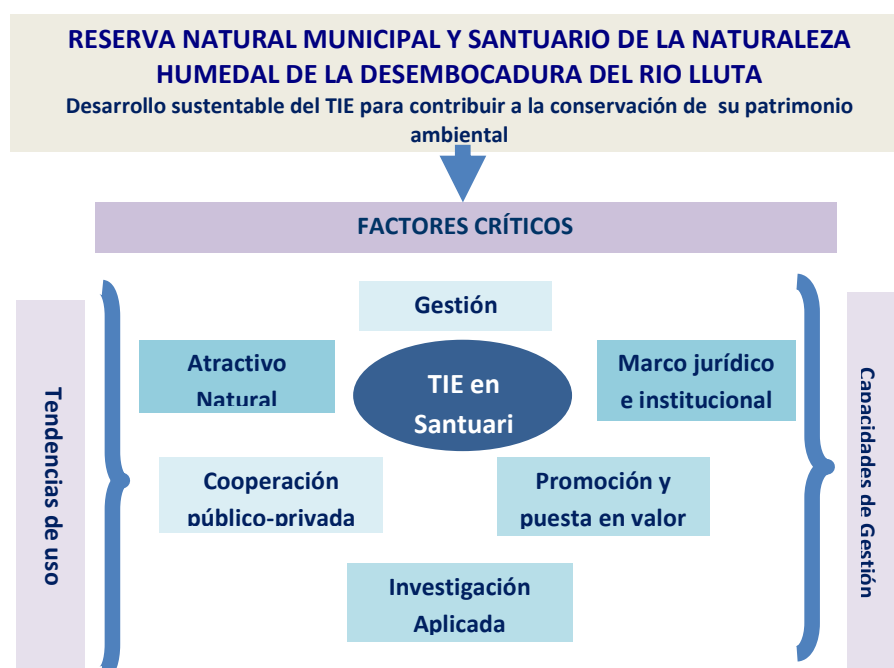 RESERVA NATURAL MUNICIPAL Y SANTUARIO DE LA NATURALEZA
HUMEDAL DE LA DESEMBOCADURA DEL RIO LLUTA
Desarrollo sustentable del TIE para contribuir a la conservación de su patrimonio
ambiental
FACTORES CRÍTICOS
Tendencias de uso
Gestión
Atractivo
Natural
TIE en
Santuari
Marco jurídico
e institucional
Cooperación
público-privada
Promoción y
puesta en valor
Investigación
Aplicada
Capacidades de Gestión